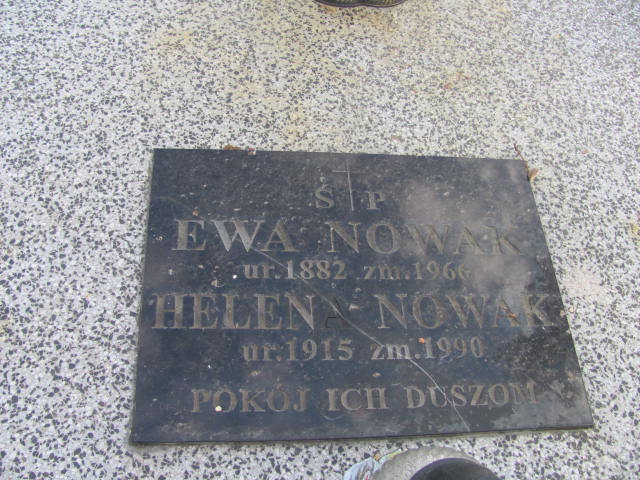 Ś P
EWA NOWAK
ur.1882 zm.1966
HELENA NOWAK
ur.1915 zm.1990
POKÓJ ICH DUSZOM